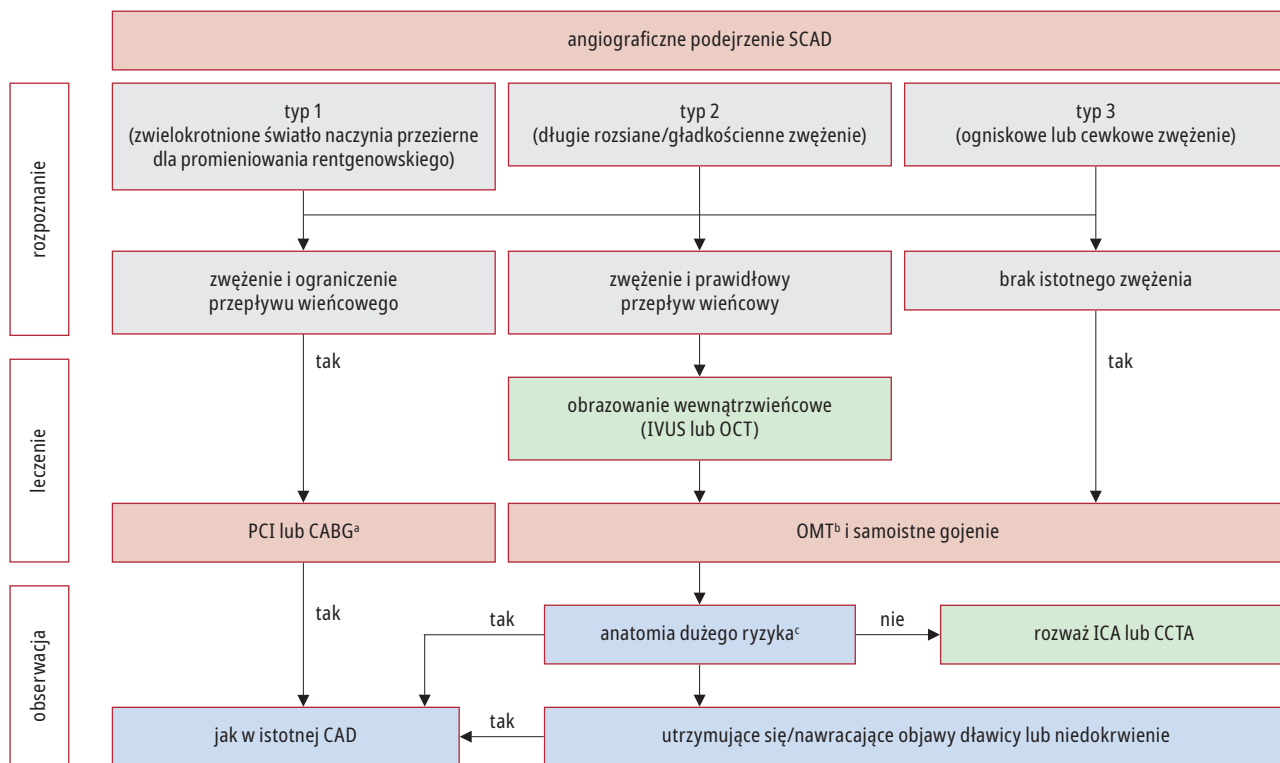 angiograficzne podejrzenie SCAD
rozpoznanie
typ 1
(zwielokrotnione światło naczynia przezierne
dla promieniowania rentgenowskiego)
typ 2
(długie rozsiane/gładkościenne zwężenie)
typ 3
(ogniskowe lub cewkowe zwężenie)
zwężenie i ograniczenie
przepływu wieńcowego
zwężenie i prawidłowy
przepływ wieńcowy
brak istotnego zwężenia
leczenie
tak
tak
obrazowanie wewnątrzwieńcowe
(IVUS lub OCT)
PCI lub CABGᵃ
OMTᵇ i samoistne gojenie
obserwacja
tak
tak
anatomia dużego ryzykaᶜ
nie
rozważ ICA lub CCTA
jak w istotnej CAD
tak
utrzymujące się/nawracające objawy dławicy lub niedokrwienie